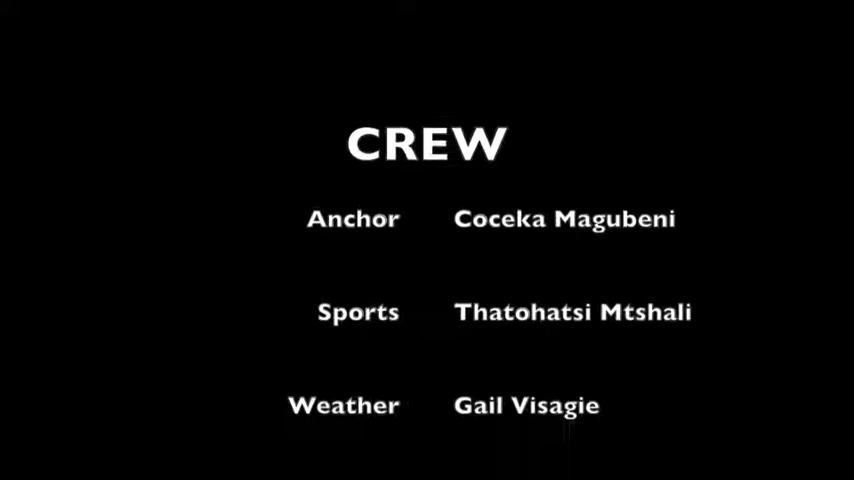 CREW
Anchor Coceka Magubeni
Sports Thatohatsi Mtshali
Weather Gail Visagie